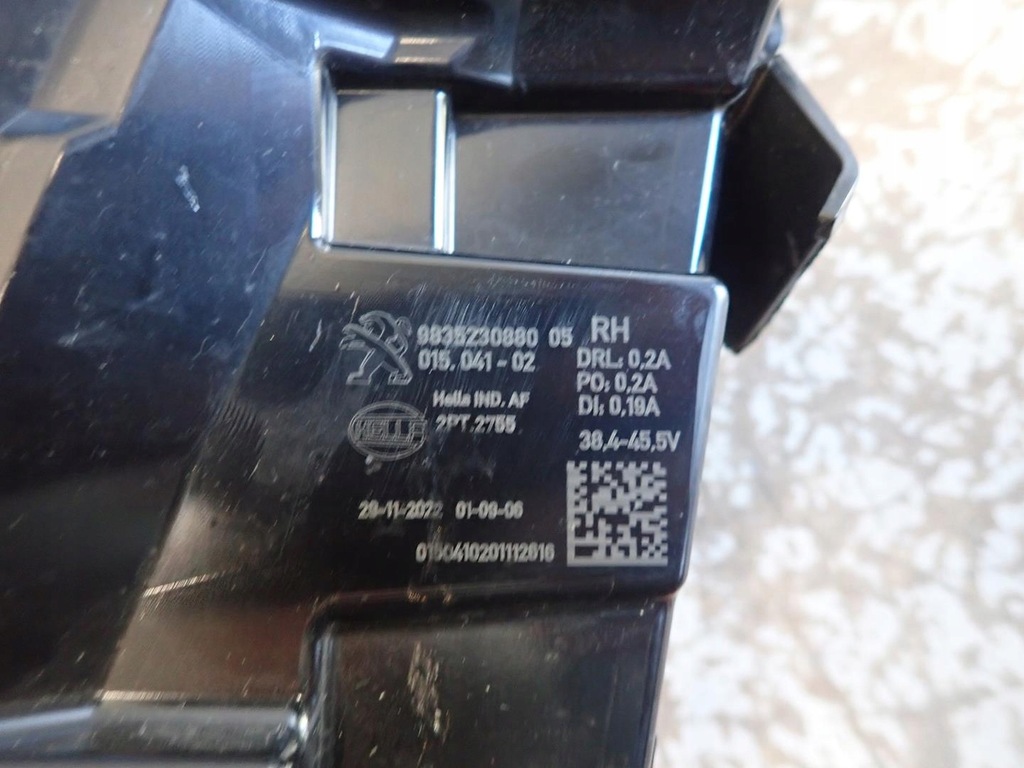 9835230880 05 RH
015.041-02 DRL: 0,2A
PO: 0,2A
Hella IND. AF DI: 0,19A
HELLA 2PT.2755
38,4-45,5V
29-11-2022 01-09-06
0150410201112616